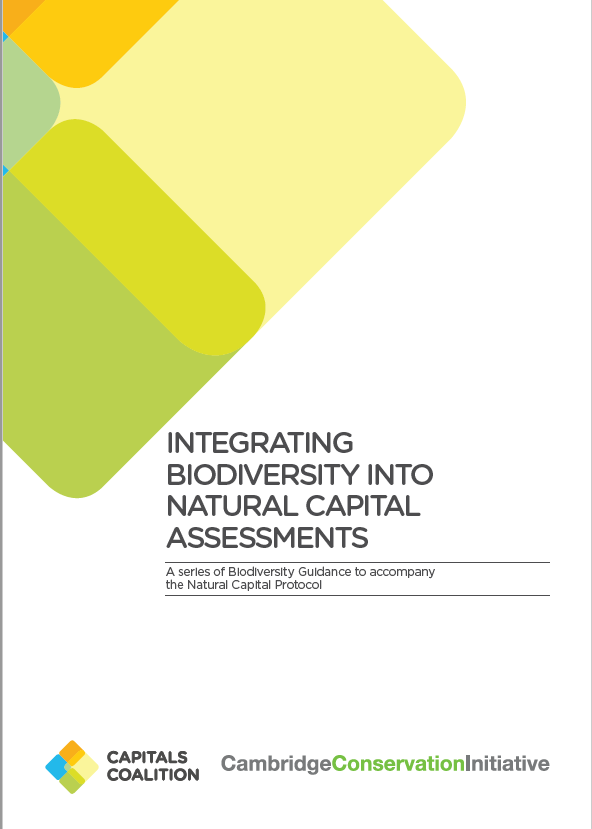 INTEGRATING
BIODIVERSITY INTO
NATURAL CAPITAL
ASSESSMENTS
A series of Biodiversity Guidance to accompany
the Natural Capital Protocol
CAPITALS
COALITION
CambridgeConservationInitiative